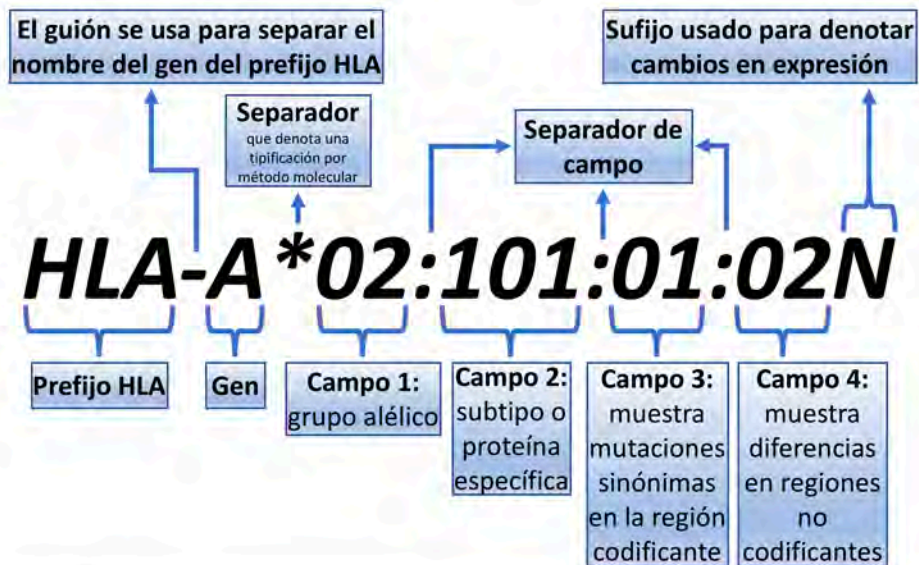 El guión se usa para separar el
nombre del gen del prefijo HLA
Sufijo usado para denotar
cambios en expresión
Separador
que denota una
tipificación por
método molecular
Separador de
campo
HLA-A*02:101:01:02N
Prefijo HLA
Gen
Campo 1:
grupo alélico
Campo 2:
subtipo o
proteína
específica
Campo 3:
muestra
mutaciones
sinónimas
en la región
codificante
Campo 4:
muestra
diferencias
en regiones
no
codificantes